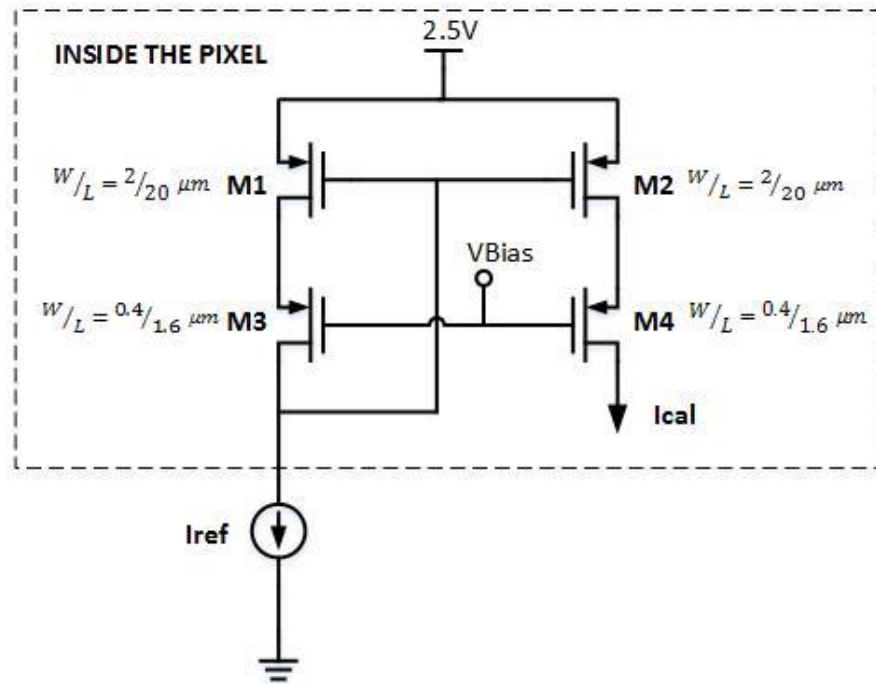 2.5V
INSIDE THE PIXEL
W/L = 2/20 μm M1
M2 W/L = 2/20 μm
VBias
W/L = 0.4/1.6 μm M3
M4 W/L = 0.4/1.6 μm
Ical
Iref